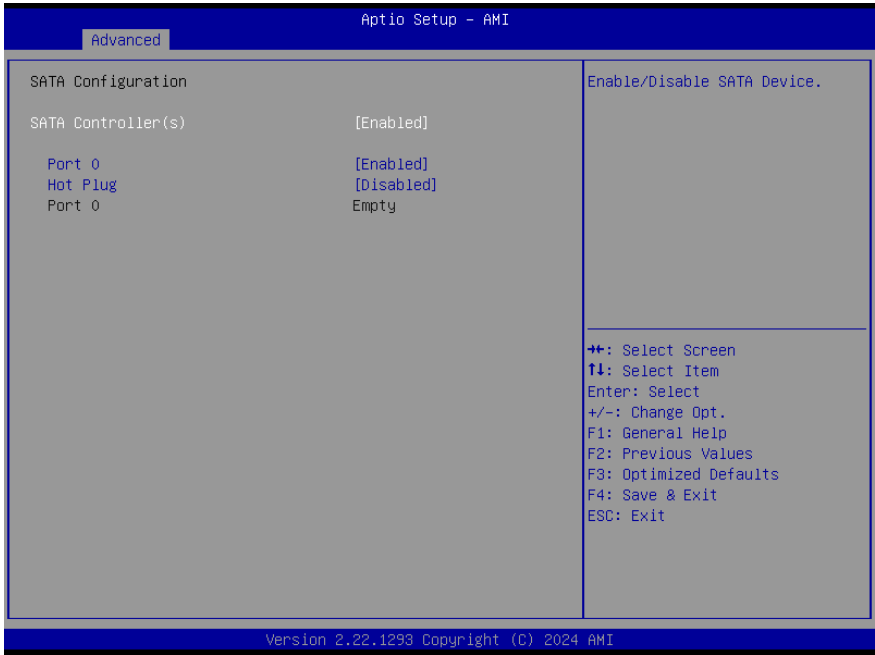 Aptio Setup – AMI
Advanced
SATA Configuration
SATA Controller(s) [Enabled]
Port 0 [Enabled]
Hot Plug [Disabled]
Port 0 Empty
Enable/Disable SATA Device.
→←: Select Screen
↑↓: Select Item
Enter: Select
+/-: Change Opt.
F1: General Help
F2: Previous Values
F3: Optimized Defaults
F4: Save & Exit
ESC: Exit
Version 2.22.1293 Copyright (C) 2024 AMI